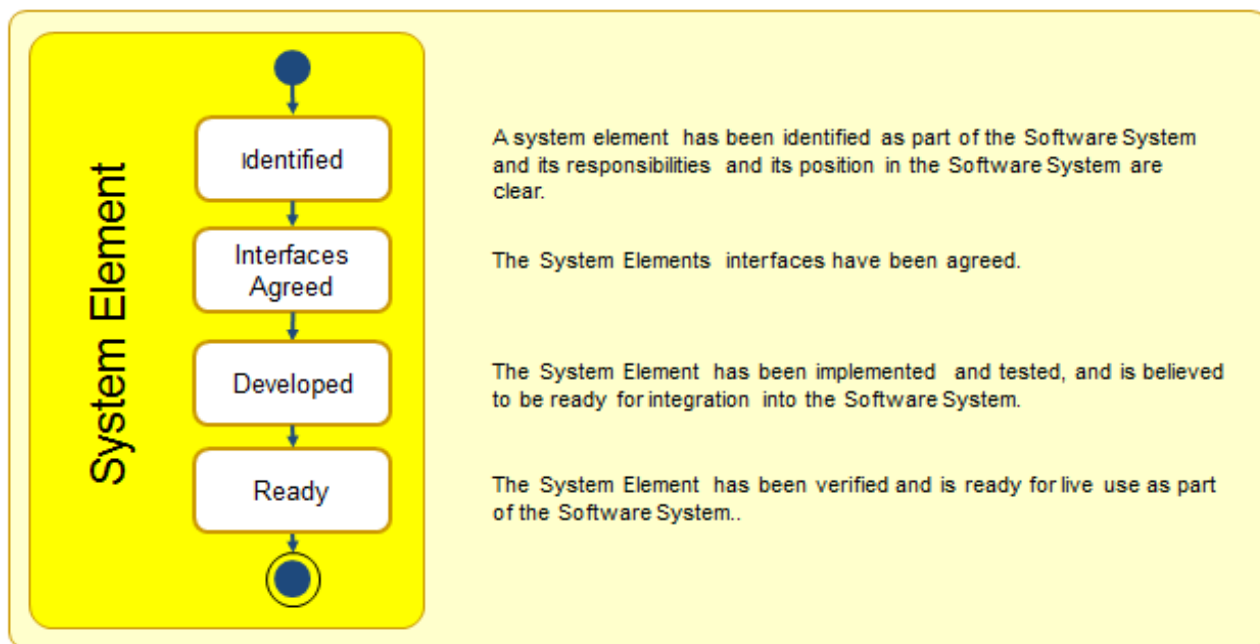 System Element
Identified
A system element has been identified as part of the Software System
and its responsibilities and its position in the Software System are
clear.
Interfaces
Agreed
The System Elements interfaces have been agreed.
Developed
The System Element has been implemented and tested, and is believed
to be ready for integration into the Software System.
Ready
The System Element has been verified and is ready for live use as part
of the Software System..